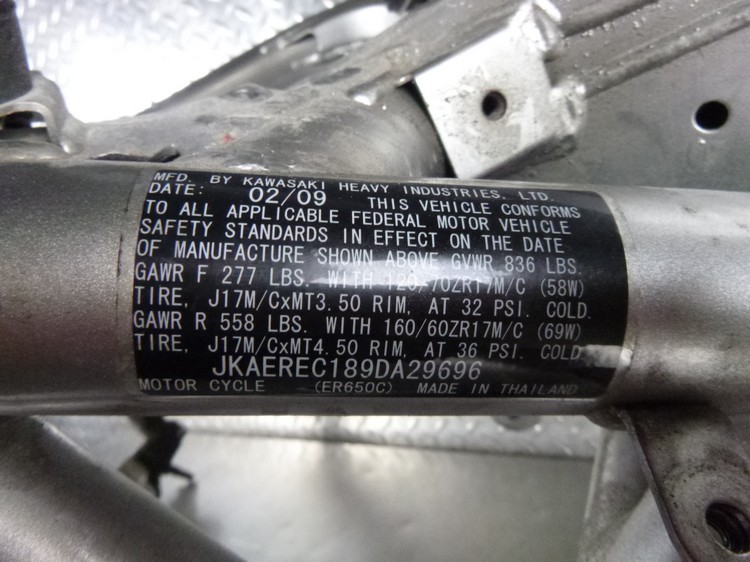 MFD. BY KAWASAKI HEAVY INDUSTRIES, LTD.
DATE: 02/09 THIS VEHICLE CONFORMS
TO ALL APPLICABLE FEDERAL MOTOR VEHICLE
SAFETY STANDARDS IN EFFECT ON THE DATE
OF MANUFACTURE SHOWN ABOVE GVWR 836 LBS.
GAWR F 277 LBS. WITH 120/70ZR17M/C (58W)
TIRE, J17M/CxMT3.50 RIM, AT 32 PSI. COLD.
GAWR R 558 LBS. WITH 160/60ZR17M/C (69W)
TIRE, J17M/CxMT4.50 RIM, AT 36 PSI. COLD
JKAEREC189DA29696
MOTOR CYCLE (ER650C) MADE IN THAILAND